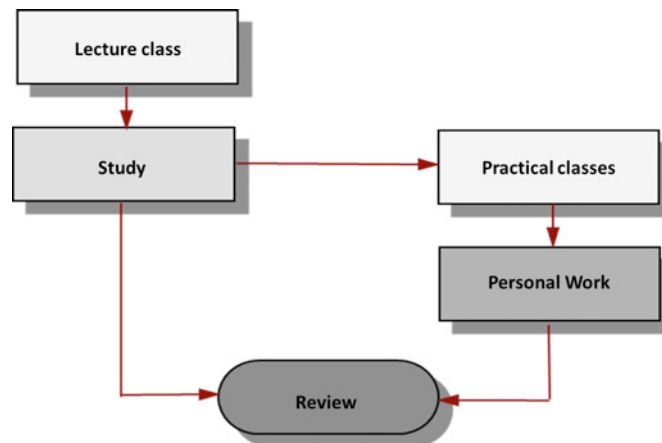 Lecture class
Study
Practical classes
Personal Work
Review